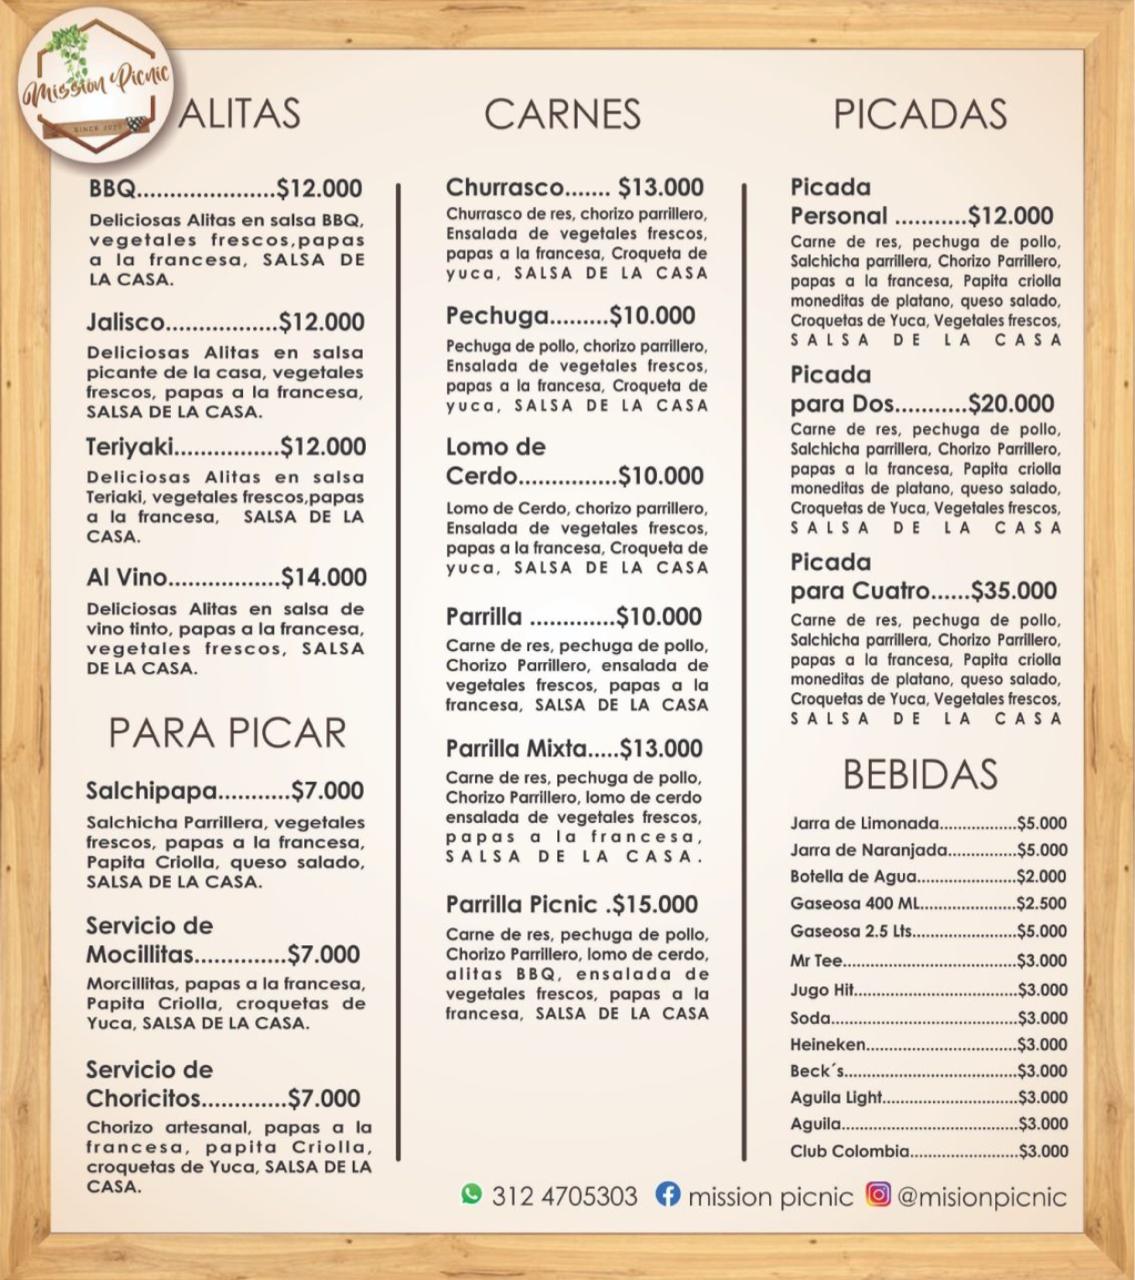 Mission Picnic
SINCE 2020
ALITAS
BBQ.....................$12.000
Deliciosas Alitas en salsa BBQ,
vegetales frescos,papas
a la francesa, SALSA DE
LA CASA.
Jalisco.................$12.000
Deliciosas Alitas en salsa
picante de la casa, vegetales
frescos, papas a la francesa,
SALSA DE LA CASA.
Teriyaki................$12.000
Deliciosas Alitas en salsa
Teriaki, vegetales frescos,papas
a la francesa, SALSA DE LA
CASA.
Al Vino.................$14.000
Deliciosas Alitas en salsa de
vino tinto, papas a la francesa,
vegetales frescos, SALSA
DE LA CASA.
PARA PICAR
Salchipapa...........$7.000
Salchicha Parrillera, vegetales
frescos, papas a la francesa,
Papita Criolla, queso salado,
SALSA DE LA CASA.
Servicio de
Mocillitas..............$7.000
Morcillitas, papas a la francesa,
Papita Criolla, croquetas de
Yuca, SALSA DE LA CASA.
Servicio de
Choricitos.............$7.000
Chorizo artesanal, papas a la
francesa, papita Criolla,
croquetas de Yuca, SALSA DE LA
CASA.
CARNES
Churrasco....... $13.000
Churrasco de res, chorizo parrillero,
Ensalada de vegetales frescos,
papas a la francesa, Croqueta de
yuca, SALSA DE LA CASA
Pechuga.........$10.000
Pechuga de pollo, chorizo parrillero,
Ensalada de vegetales frescos,
papas a la francesa, Croqueta de
yuca, SALSA DE LA CASA
Lomo de
Cerdo...............$10.000
Lomo de Cerdo, chorizo parrillero,
Ensalada de vegetales frescos,
papas a la francesa, Croqueta de
yuca, SALSA DE LA CASA
Parrilla .............$10.000
Carne de res, pechuga de pollo,
Chorizo Parrillero, ensalada de
vegetales frescos, papas a la
francesa, SALSA DE LA CASA
Parrilla Mixta.....$13.000
Carne de res, pechuga de pollo,
Chorizo Parrillero, lomo de cerdo
ensalada de vegetales frescos,
papas a la francesa,
SALSA DE LA CASA.
Parrilla Picnic .$15.000
Carne de res, pechuga de pollo,
Chorizo Parrillero, lomo de cerdo,
alitas BBQ, ensalada de
vegetales frescos, papas a la
francesa, SALSA DE LA CASA
PICADAS
Picada
Personal ...........$12.000
Carne de res, pechuga de pollo,
Salchicha parrillera, Chorizo Parrillero,
papas a la francesa, Papita criolla
moneditas de platano, queso salado,
Croquetas de Yuca, Vegetales frescos,
SALSA DE LA CASA
Picada
para Dos...........$20.000
Carne de res, pechuga de pollo,
Salchicha parrillera, Chorizo Parrillero,
papas a la francesa, Papita criolla
moneditas de platano, queso salado,
Croquetas de Yuca, Vegetales frescos,
SALSA DE LA CASA
Picada
para Cuatro......$35.000
Carne de res, pechuga de pollo,
Salchicha parrillera, Chorizo Parrillero,
papas a la francesa, Papita criolla
moneditas de platano, queso salado,
Croquetas de Yuca, Vegetales frescos,
SALSA DE LA CASA
BEBIDAS
Jarra de Limonada................$5.000
Jarra de Naranjada..............$5.000
Botella de Agua....................$2.000
Gaseosa 400 ML...................$2.500
Gaseosa 2.5 Lts.....................$5.000
Mr Tee...................................$3.000
Jugo Hit.................................$3.000
Soda......................................$3.000
Heineken...............................$3.000
Beck´s...................................$3.000
Aguila Light...........................$3.000
Aguila...................................$3.000
Club Colombia......................$3.000
312 4705303 mission picnic @misionpicnic